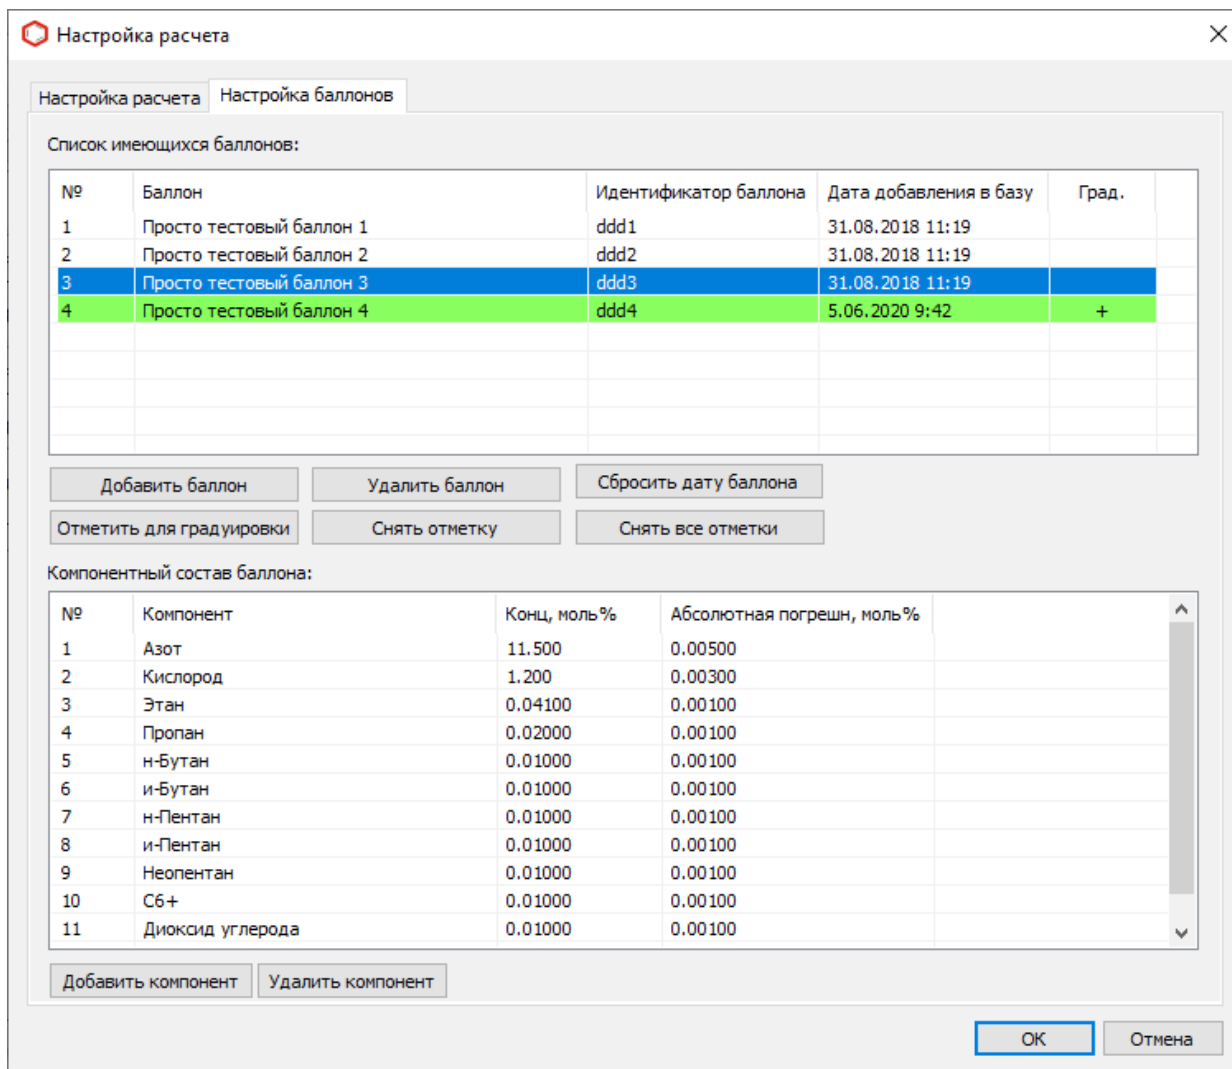 Настройка расчета
Настройка расчета Настройка баллонов
Список имеющихся баллонов:
№ Баллон Идентификатор баллона Дата добавления в базу Град.
1 Просто тестовый баллон 1 ddd1 31.08.2018 11:19
2 Просто тестовый баллон 2 ddd2 31.08.2018 11:19
3 Просто тестовый баллон 3 ddd3 31.08.2018 11:19
4 Просто тестовый баллон 4 ddd4 5.06.2020 9:42 +
Добавить баллон Удалить баллон Сбросить дату баллона
Отметить для градуировки Снять отметку Снять все отметки
Компонентный состав баллона:
№ Компонент Конц, моль% Абсолютная погрешн, моль%
1 Азот 11.500 0.00500
2 Кислород 1.200 0.00300
3 Этан 0.04100 0.00100
4 Пропан 0.02000 0.00100
5 н-Бутан 0.01000 0.00100
6 и-Бутан 0.01000 0.00100
7 н-Пентан 0.01000 0.00100
8 и-Пентан 0.01000 0.00100
9 Неопентан 0.01000 0.00100
10 С6+ 0.01000 0.00100
11 Диоксид углерода 0.01000 0.00100
Добавить компонент Удалить компонент
ОК Отмена